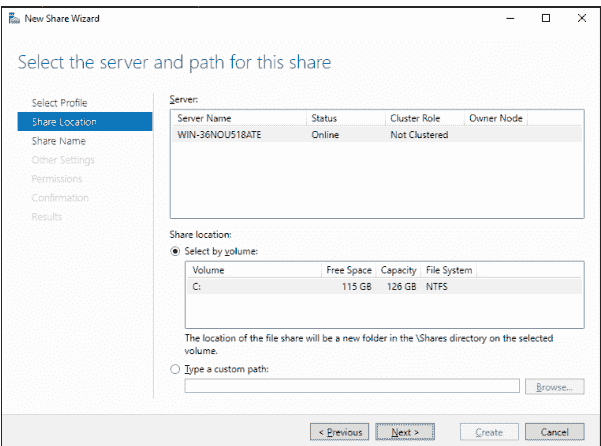 New Share Wizard
Select the server and path for this share
Select Profile
Share Location
Share Name
Other Settings
Permissions
Confirmation
Results
Server:
Server Name Status Cluster Role Owner Node
WIN-36NOU518ATE Online Not Clustered
Share location:
Select by volume:
Volume Free Space Capacity File System
C: 115 GB 126 GB NTFS
The location of the file share will be a new folder in the \Shares directory on the selected
volume.
Type a custom path:
Browse...
< Previous Next > Create Cancel